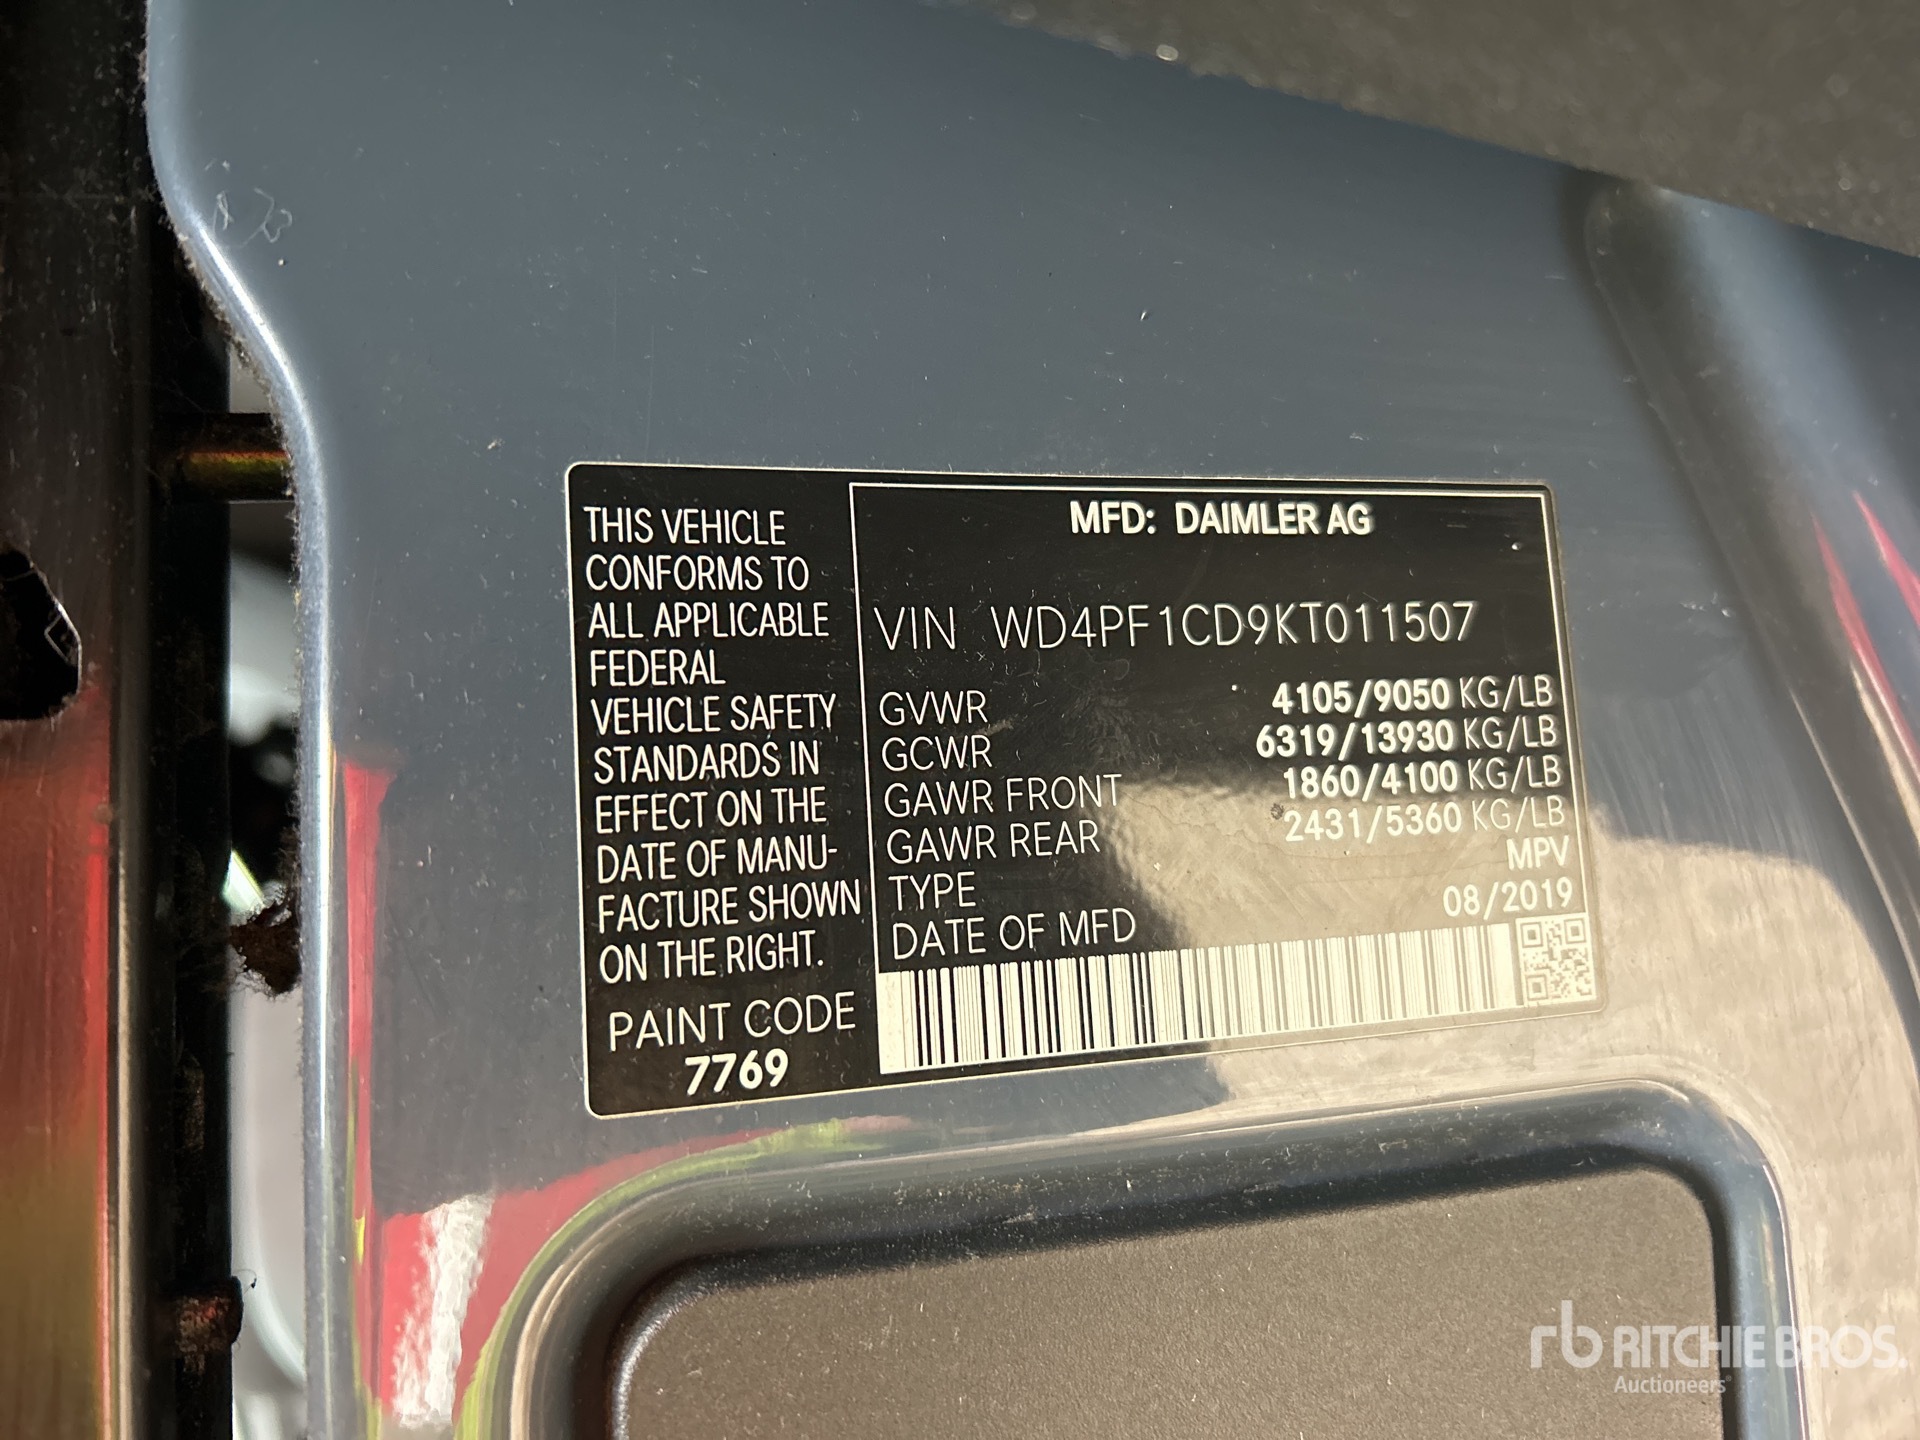 THIS VEHICLE
CONFORMS TO
ALL APPLICABLE
FEDERAL
VEHICLE SAFETY
STANDARDS IN
EFFECT ON THE
DATE OF MANU-
FACTURE SHOWN
ON THE RIGHT.
PAINT CODE
7769
MFD: DAIMLER AG
VIN WD4PF1CD9KT011507
GVWR 4105/9050 KG/LB
GCWR 6319/13930 KG/LB
GAWR FRONT 1860/4100 KG/LB
GAWR REAR 2431/5360 KG/LB
TYPE MPV
DATE OF MFD 08/2019
rb RITCHIE BROS.
Auctioneers